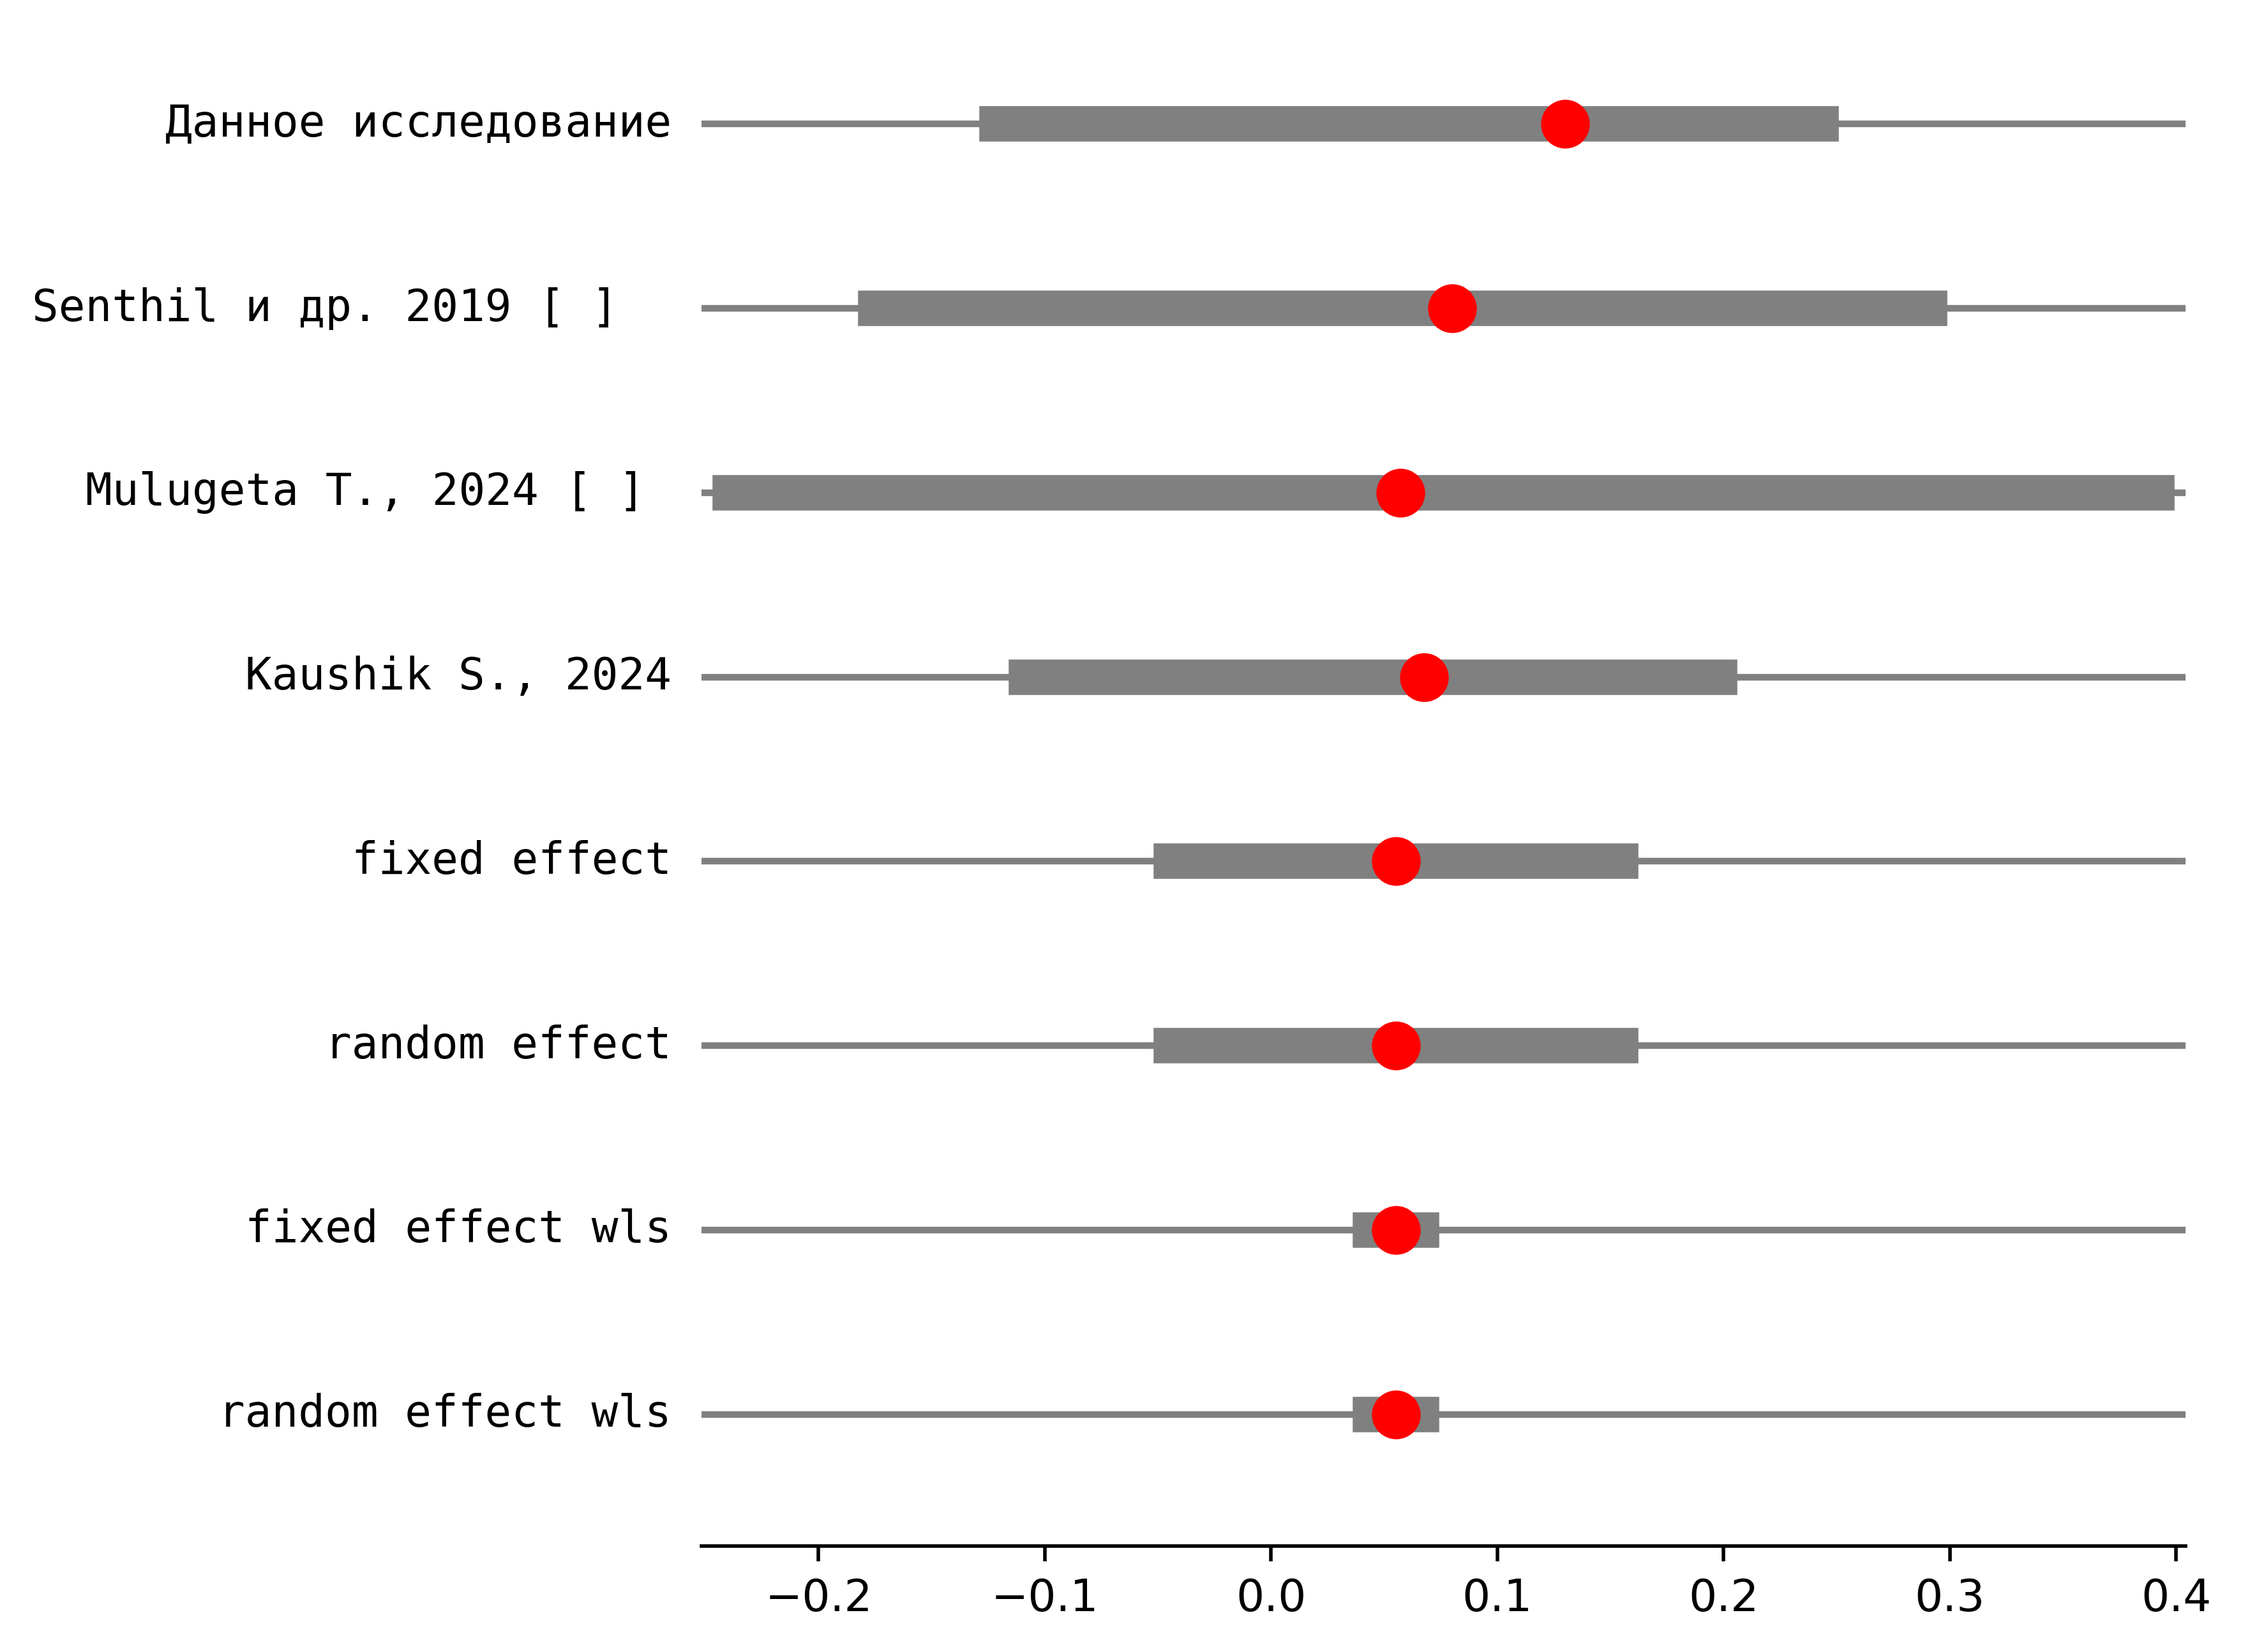 Данное исследование
Senthil и др. 2019 [ ]
Mulugeta T., 2024 [ ]
Kaushik S., 2024
fixed effect
random effect
fixed effect wls
random effect wls
−0.2 −0.1 0.0 0.1 0.2 0.3 0.4